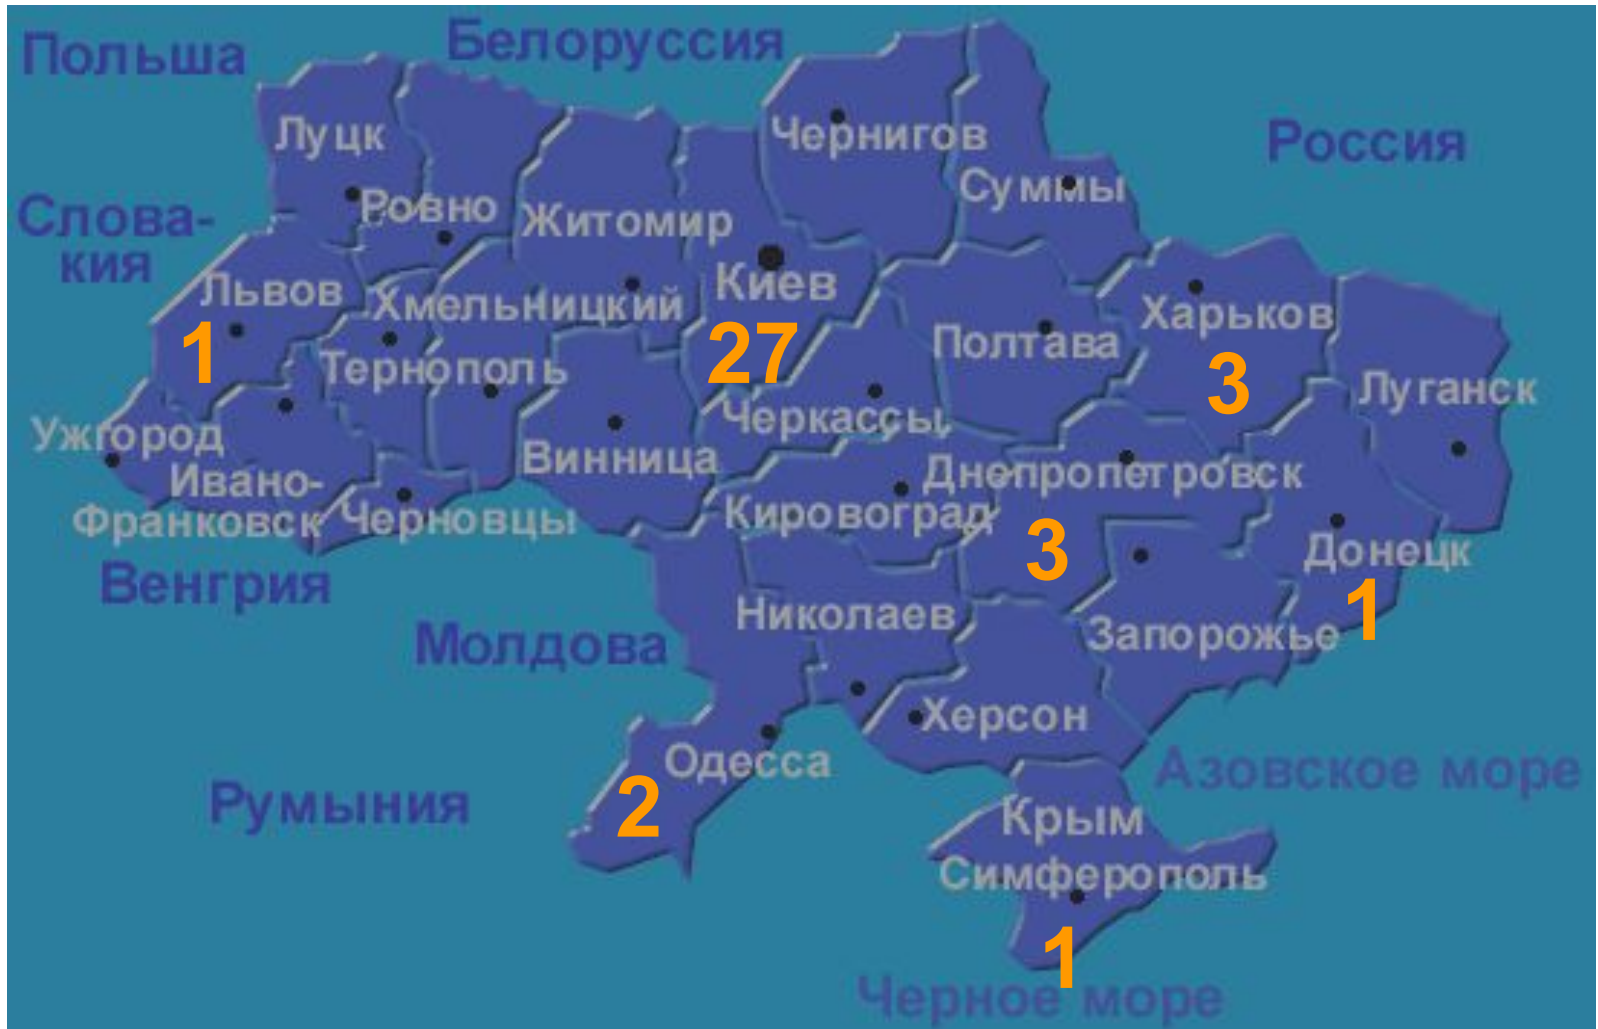 Польша
Белоруссия
Россия
Луцк
Чернигов
Суммы
Слова-
кия
Ровно
Житомир
Львов
1
Хмельницкий
Киев
27
Харьков
3
Тернополь
Полтава
Луганск
Ужгород
Черкассы
Винница
Днепропетровск
Ивано-
Франковск
Черновцы
Кировоград
3
Донецк
1
Венгрия
Молдова
Николаев
Запорожье
Херсон
Румыния
Одесса
2
Азовское море
Крым
Симферополь
1
Черное море